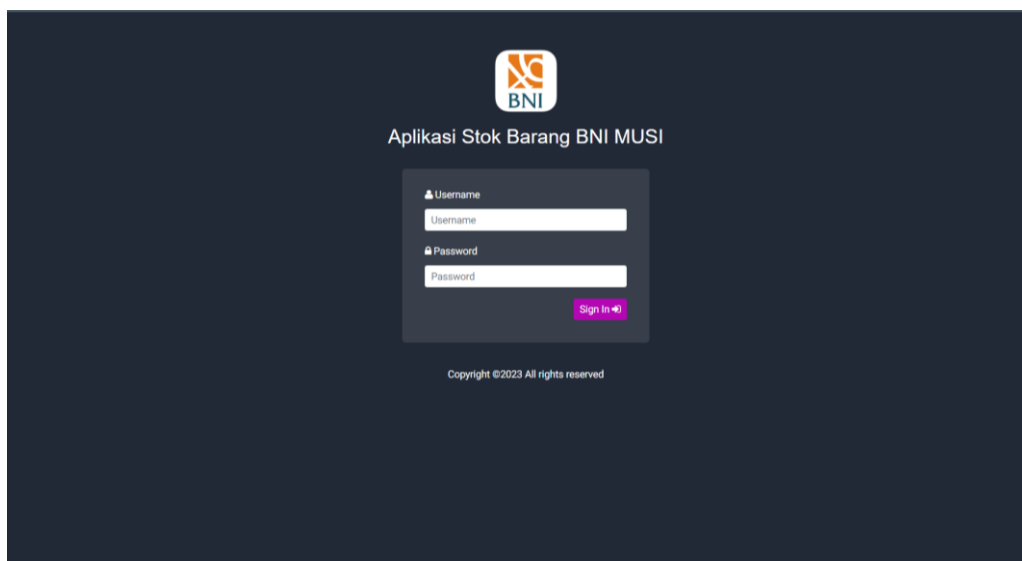 BNI
Aplikasi Stok Barang BNI MUSI
Username
Username
Password
Password
Sign In
Copyright ©2023 All rights reserved